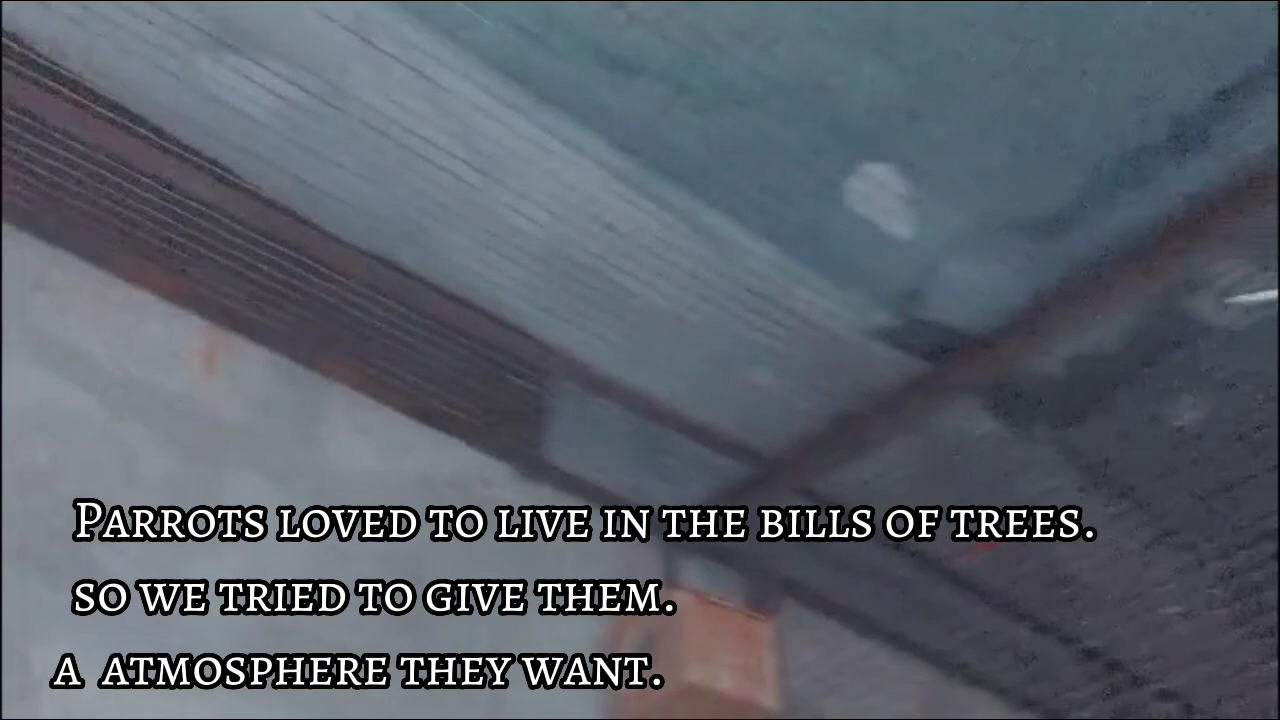 Parrots loved to live in the bills of trees.
so we tried to give them.
a atmosphere they want.